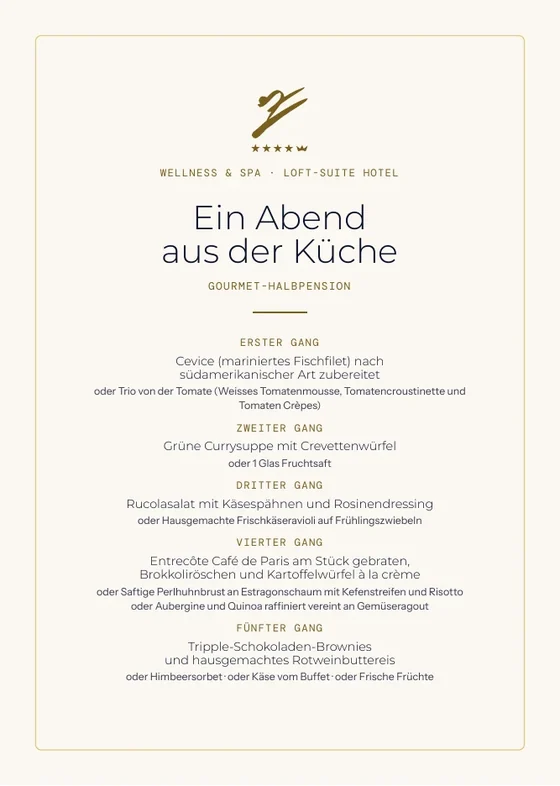 WELLNESS & SPA · LOFT-SUITE HOTEL
Ein Abend
aus der Küche
GOURMET-HALBPENSION
ERSTER GANG
Cevice (mariniertes Fischfilet) nach
südamerikanischer Art zubereitet
oder Trio von der Tomate (Weisses Tomatenmousse, Tomatencroustinette und
Tomaten Crèpes)
ZWEITER GANG
Grüne Currysuppe mit Crevettenwürfel
oder 1 Glas Fruchtsaft
DRITTER GANG
Rucolasalat mit Käsespähnen und Rosinendressing
oder Hausgemachte Frischkäseravioli auf Frühlingszwiebeln
VIERTER GANG
Entrecôte Café de Paris am Stück gebraten,
Brokkoliröschen und Kartoffelwürfel à la crème
oder Saftige Perlhuhnbrust an Estragonschaum mit Kefenstreifen und Risotto
oder Aubergine und Quinoa raffiniert vereint an Gemüseragout
FÜNFTER GANG
Tripple-Schokoladen-Brownies
und hausgemachtes Rotweinbuttereis
oder Himbeersorbet · oder Käse vom Buffet · oder Frische Früchte